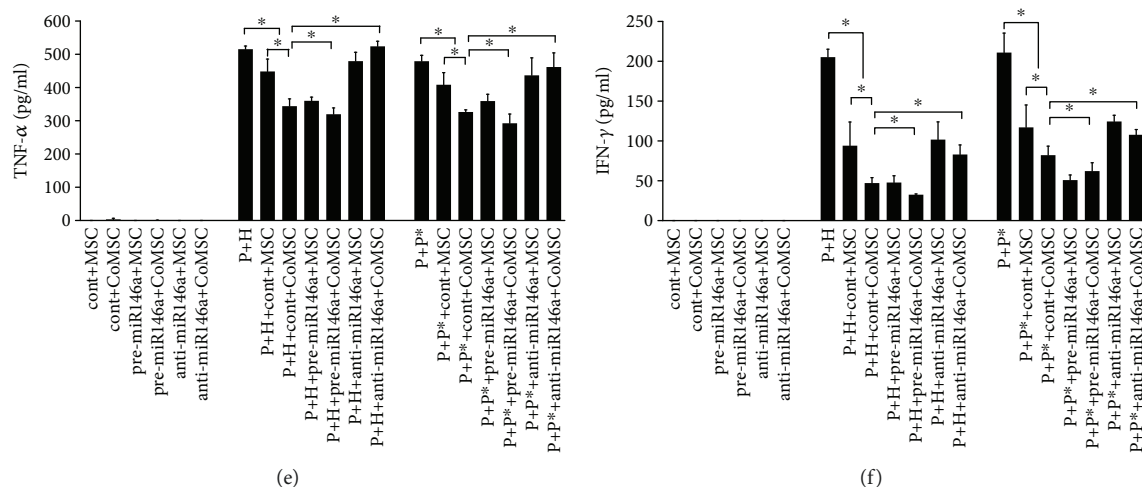 600
500
400
300
200
100
0
TNF-α (pg/ml)
* * * * * * * *
cont+MSC
cont+CoMSC
pre-miR146a+MSC
pre-miR146a+CoMSC
anti-miR146a+MSC
anti-miR146a+CoMSC
P+H
P+H+cont+MSC
P+H+cont+CoMSC
P+H+pre-miR146a+MSC
P+H+pre-miR146a+CoMSC
P+H+anti-miR146a+MSC
P+H+anti-miR146a+CoMSC
P+P*
P+P*+cont+MSC
P+P*+cont+CoMSC
P+P*+pre-miR146a+MSC
P+P*+pre-miR146a+CoMSC
P+P*+anti-miR146a+MSC
P+P*+anti-miR146a+CoMSC
(e)
250
200
150
100
50
0
IFN-γ (pg/ml)
* * * * * * * *
cont+MSC
cont+CoMSC
pre-miR146a+MSC
pre-miR146a+CoMSC
anti-miR146a+MSC
anti-miR146a+CoMSC
P+H
P+H+cont+MSC
P+H+cont+CoMSC
P+H+pre-miR146a+MSC
P+H+pre-miR146a+CoMSC
P+H+anti-miR146a+MSC
P+H+anti-miR146a+CoMSC
P+P*
P+P*+cont+MSC
P+P*+cont+CoMSC
P+P*+pre-miR146a+MSC
P+P*+pre-miR146a+CoMSC
P+P*+anti-miR146a+MSC
P+P*+anti-miR146a+CoMSC
(f)